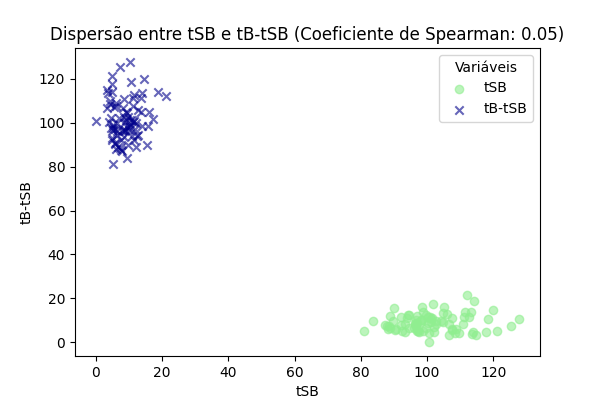 Dispersão entre tSB e tB-tSB (Coeficiente de Spearman: 0.05)
Variáveis
tSB
tB-tSB
120
100
80
60
40
20
0
tB-tSB
0 20 40 60 80 100 120
tSB